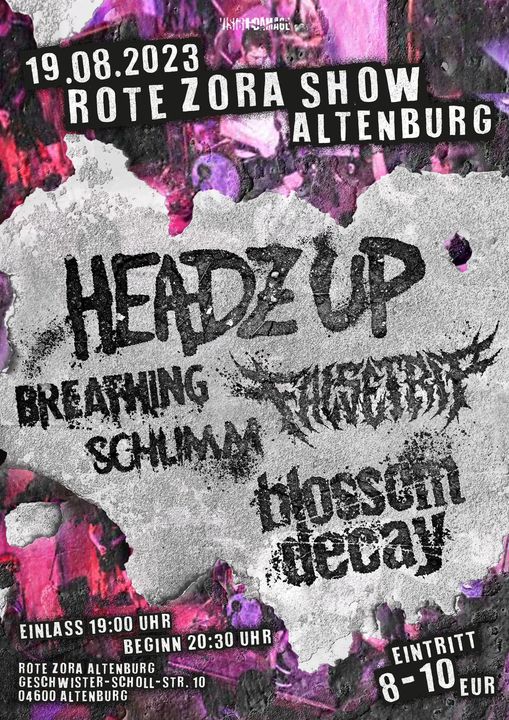 19.08.2023
ROTE ZORA SHOW
ALTENBURG
HEADZ UP
BREATHING
SCHLIMM
FALSETRIP
blossom
decay
EINLASS 19:00 UHR
BEGINN 20:30 UHR
ROTE ZORA ALTENBURG
GESCHWISTER-SCHOLL-STR. 10
04600 ALTENBURG
EINTRITT
8-10 EUR